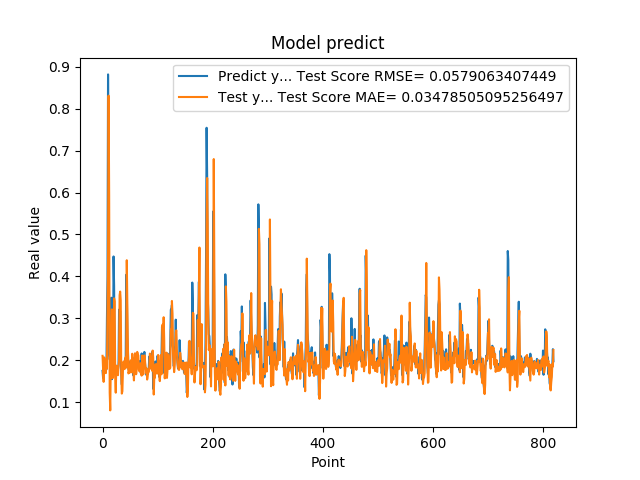 Model predict
Predict y... Test Score RMSE= 0.0579063407449
Test y... Test Score MAE= 0.03478505095256497
0.9
0.8
0.7
0.6
0.5
0.4
0.3
0.2
0.1
Real value
0 200 400 600 800
Point